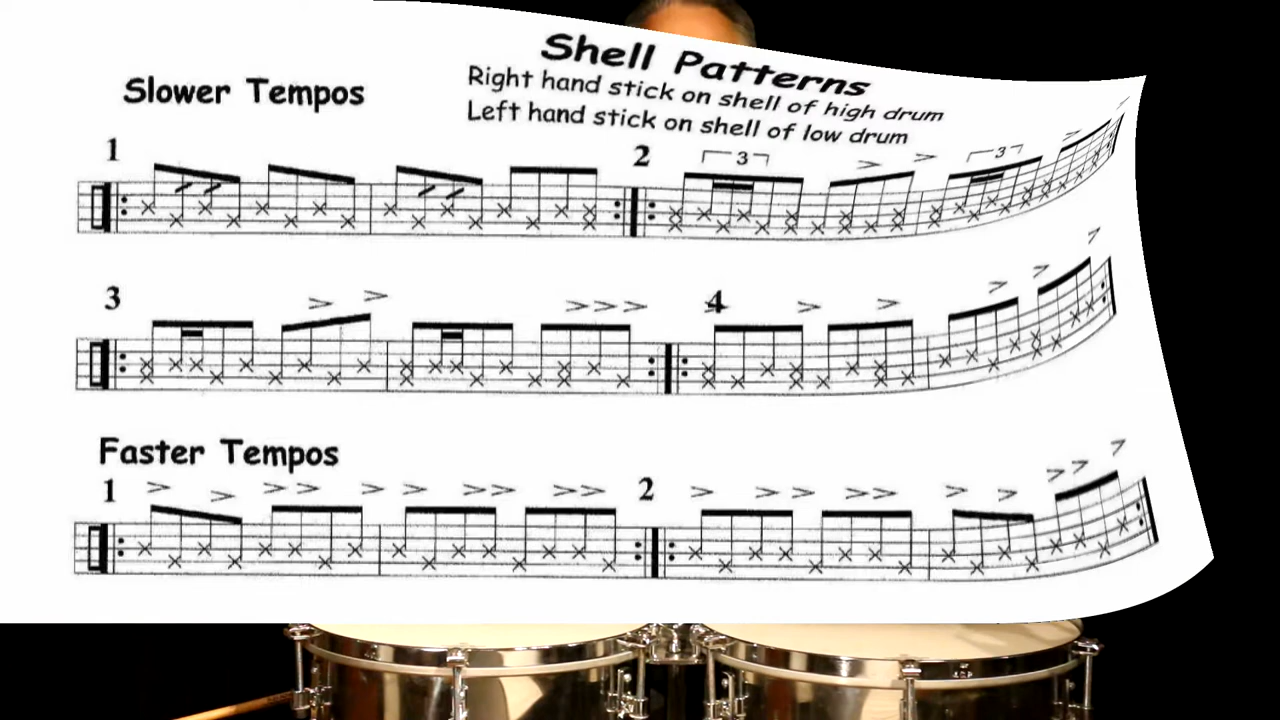 Shell Patterns
Slower Tempos
Right hand stick on shell of high drum
Left hand stick on shell of low drum
1
2
3
3
3
4
Faster Tempos
1
2